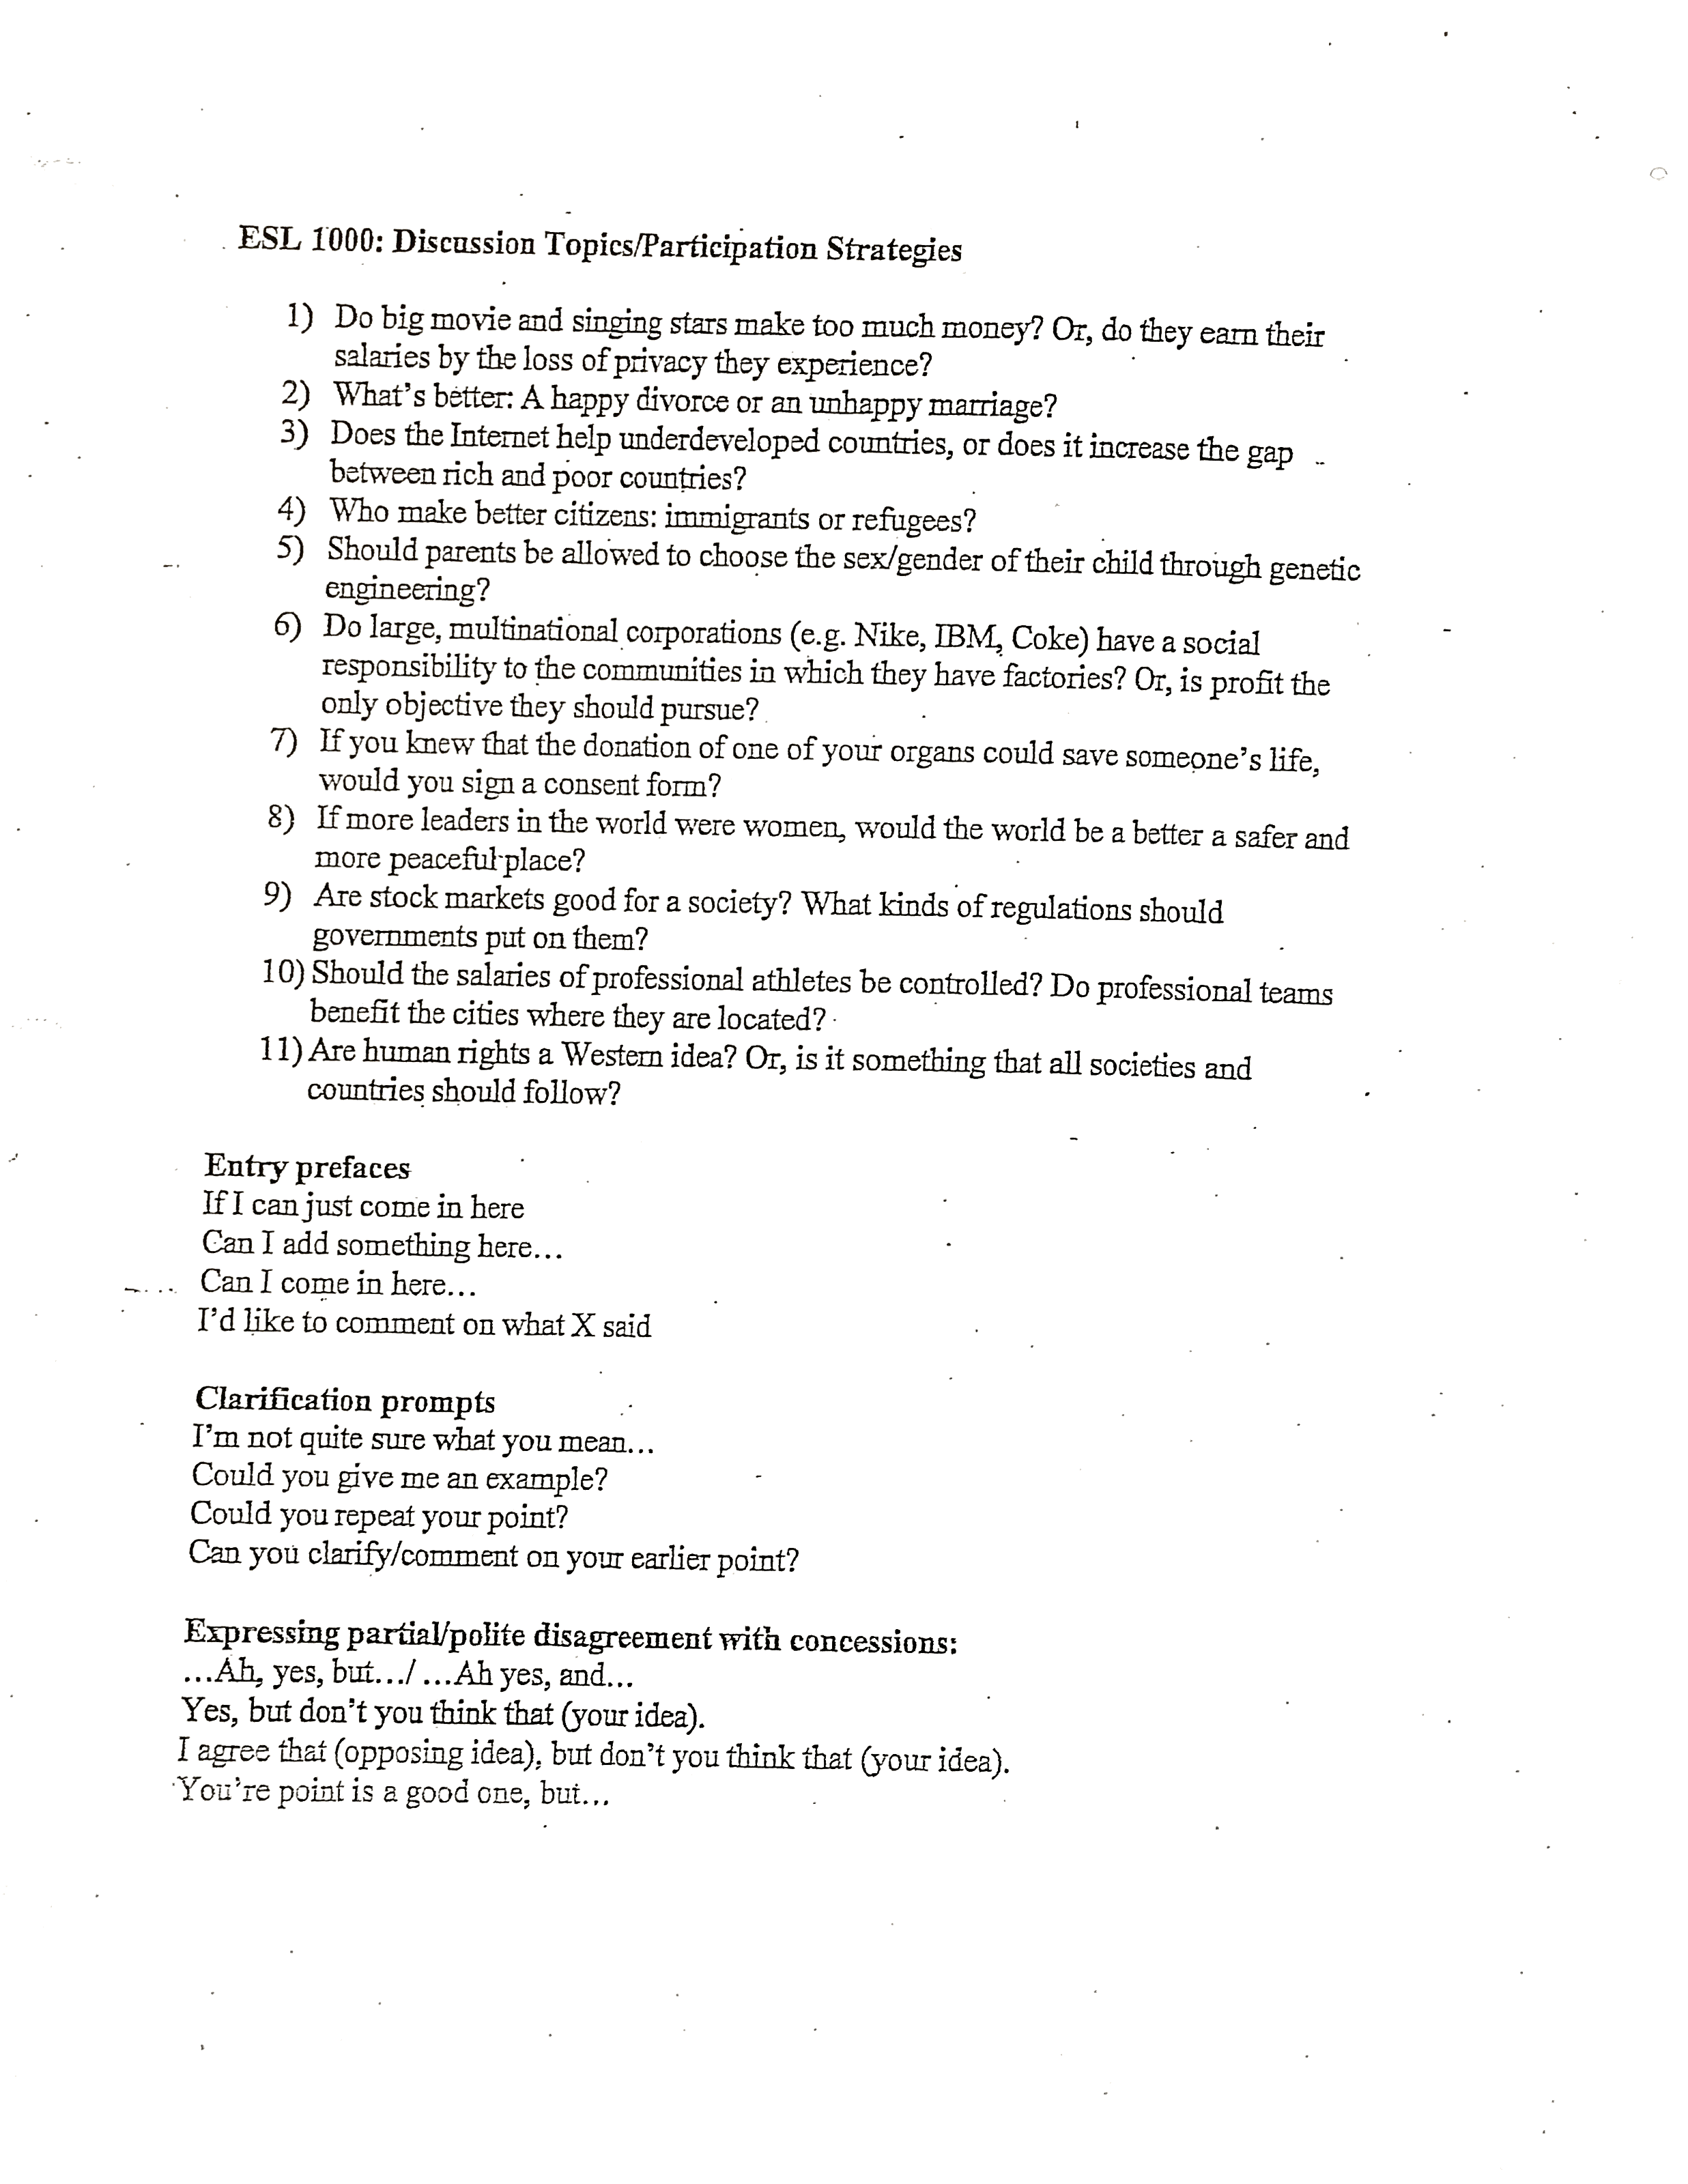 ESL 1000: Discussion Topics/Participation Strategies
1) Do big movie and singing stars make too much money? Or, do they earn their
salaries by the loss of privacy they experience?
2) What's better: A happy divorce or an unhappy marriage?
3) Does the Internet help underdeveloped countries, or does it increase the gap
between rich and poor countries?
4) Who make better citizens: immigrants or refugees?
5) Should parents be allowed to choose the sex/gender of their child through genetic
engineering?
6) Do large, multinational corporations (e.g. Nike, IBM, Coke) have a social
responsibility to the communities in which they have factories? Or, is profit the
only objective they should pursue?
7) If you knew that the donation of one of your organs could save someone's life,
would you sign a consent form?
8) If more leaders in the world were women, would the world be a better a safer and
more peaceful place?
9) Are stock markets good for a society? What kinds of regulations should
governments put on them?
10) Should the salaries of professional athletes be controlled? Do professional teams
benefit the cities where they are located?
11) Are human rights a Western idea? Or, is it something that all societies and
countries should follow?
Entry prefaces
If I can just come in here
Can I add something here...
Can I come in here...
I'd like to comment on what X said
Clarification prompts
I'm not quite sure what you mean...
Could you give me an example?
Could you repeat your point?
Can you clarify/comment on your earlier point?
Expressing partial/polite disagreement with concessions:
...Ah, yes, but.../ ...Ah yes, and...
Yes, but don't you think that (your idea).
I agree that (opposing idea), but don't you think that (your idea).
You're point is a good one, but...